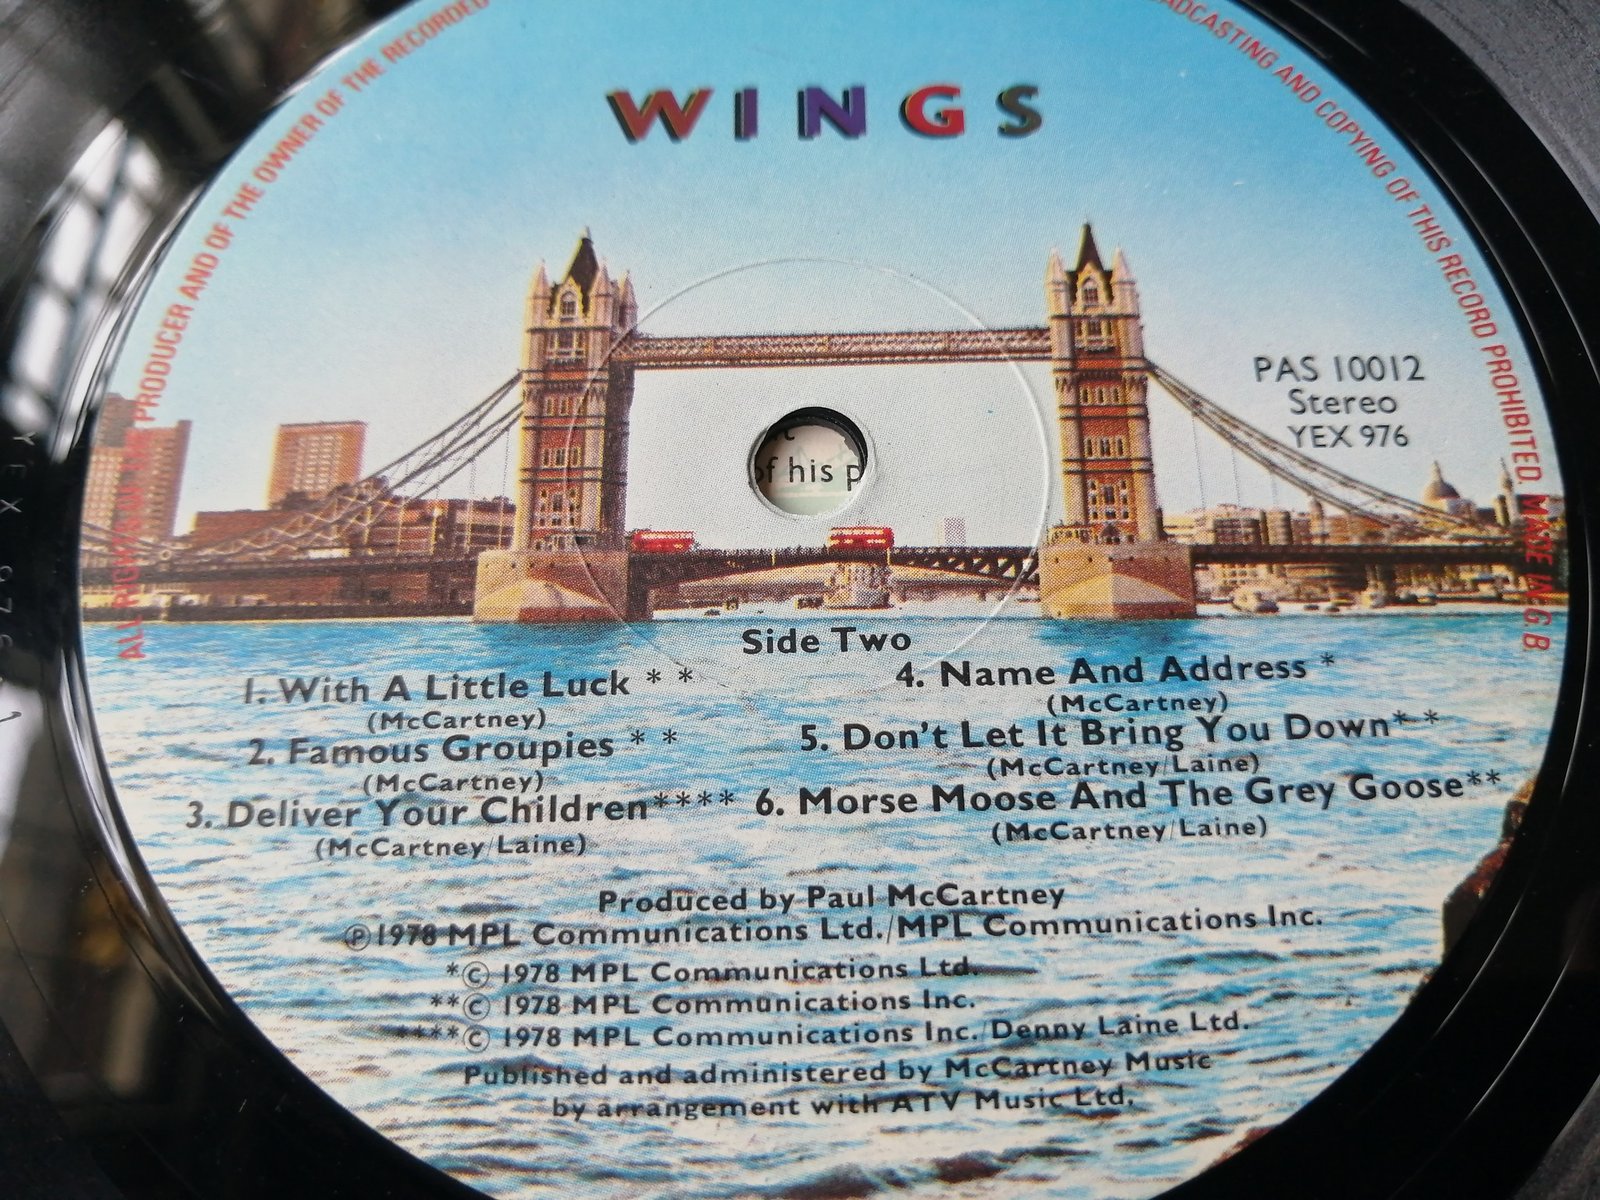 WINGS
PRODUCER AND OF THE OWNER OF THE RECORDED
BROADCASTING AND COPYING OF THIS RECORD PROHIBITED. MADE IN G.B
PAS 10012
Stereo
YEX 976
of his p
Side Two
1. With A Little Luck * *
(McCartney)
2. Famous Groupies * *
(McCartney)
3. Deliver Your Children****
(McCartney/Laine)
4. Name And Address *
(McCartney)
5. Don't Let It Bring You Down* *
(McCartney/Laine)
6. Morse Moose And The Grey Goose**
(McCartney/Laine)
Produced by Paul McCartney
℗1978 MPL Communications Ltd./MPL Communications Inc.
*© 1978 MPL Communications Ltd.
**© 1978 MPL Communications Inc.
****© 1978 MPL Communications Inc./Denny Laine Ltd.
Published and administered by McCartney Music
by arrangement with ATV Music Ltd.